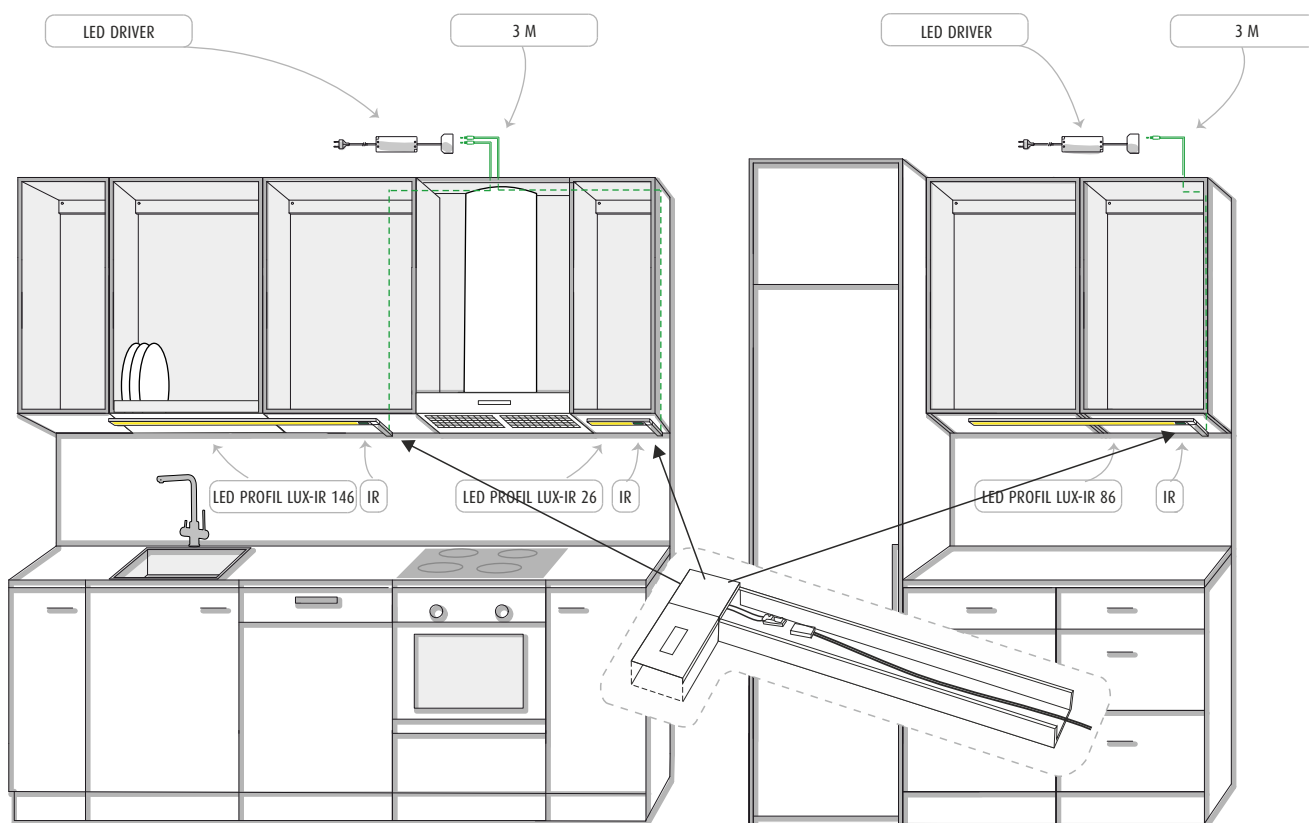 LED DRIVER
3 M
LED DRIVER
3 M
LED PROFIL LUX-IR 146
IR
LED PROFIL LUX-IR 26
IR
LED PROFIL LUX-IR 86
IR